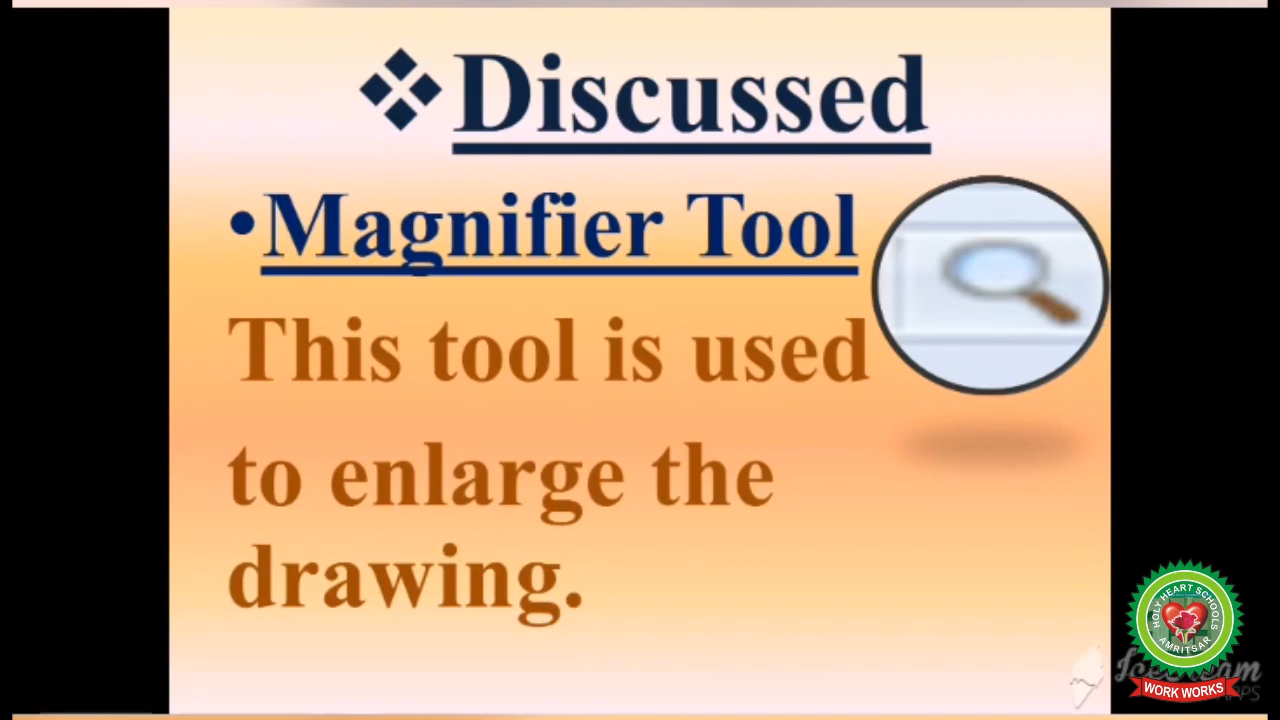 ❖Discussed
•Magnifier Tool
This tool is used
to enlarge the
drawing.
HOLY HEART SCHOOLS
AMRITSAR
WORK WORKS